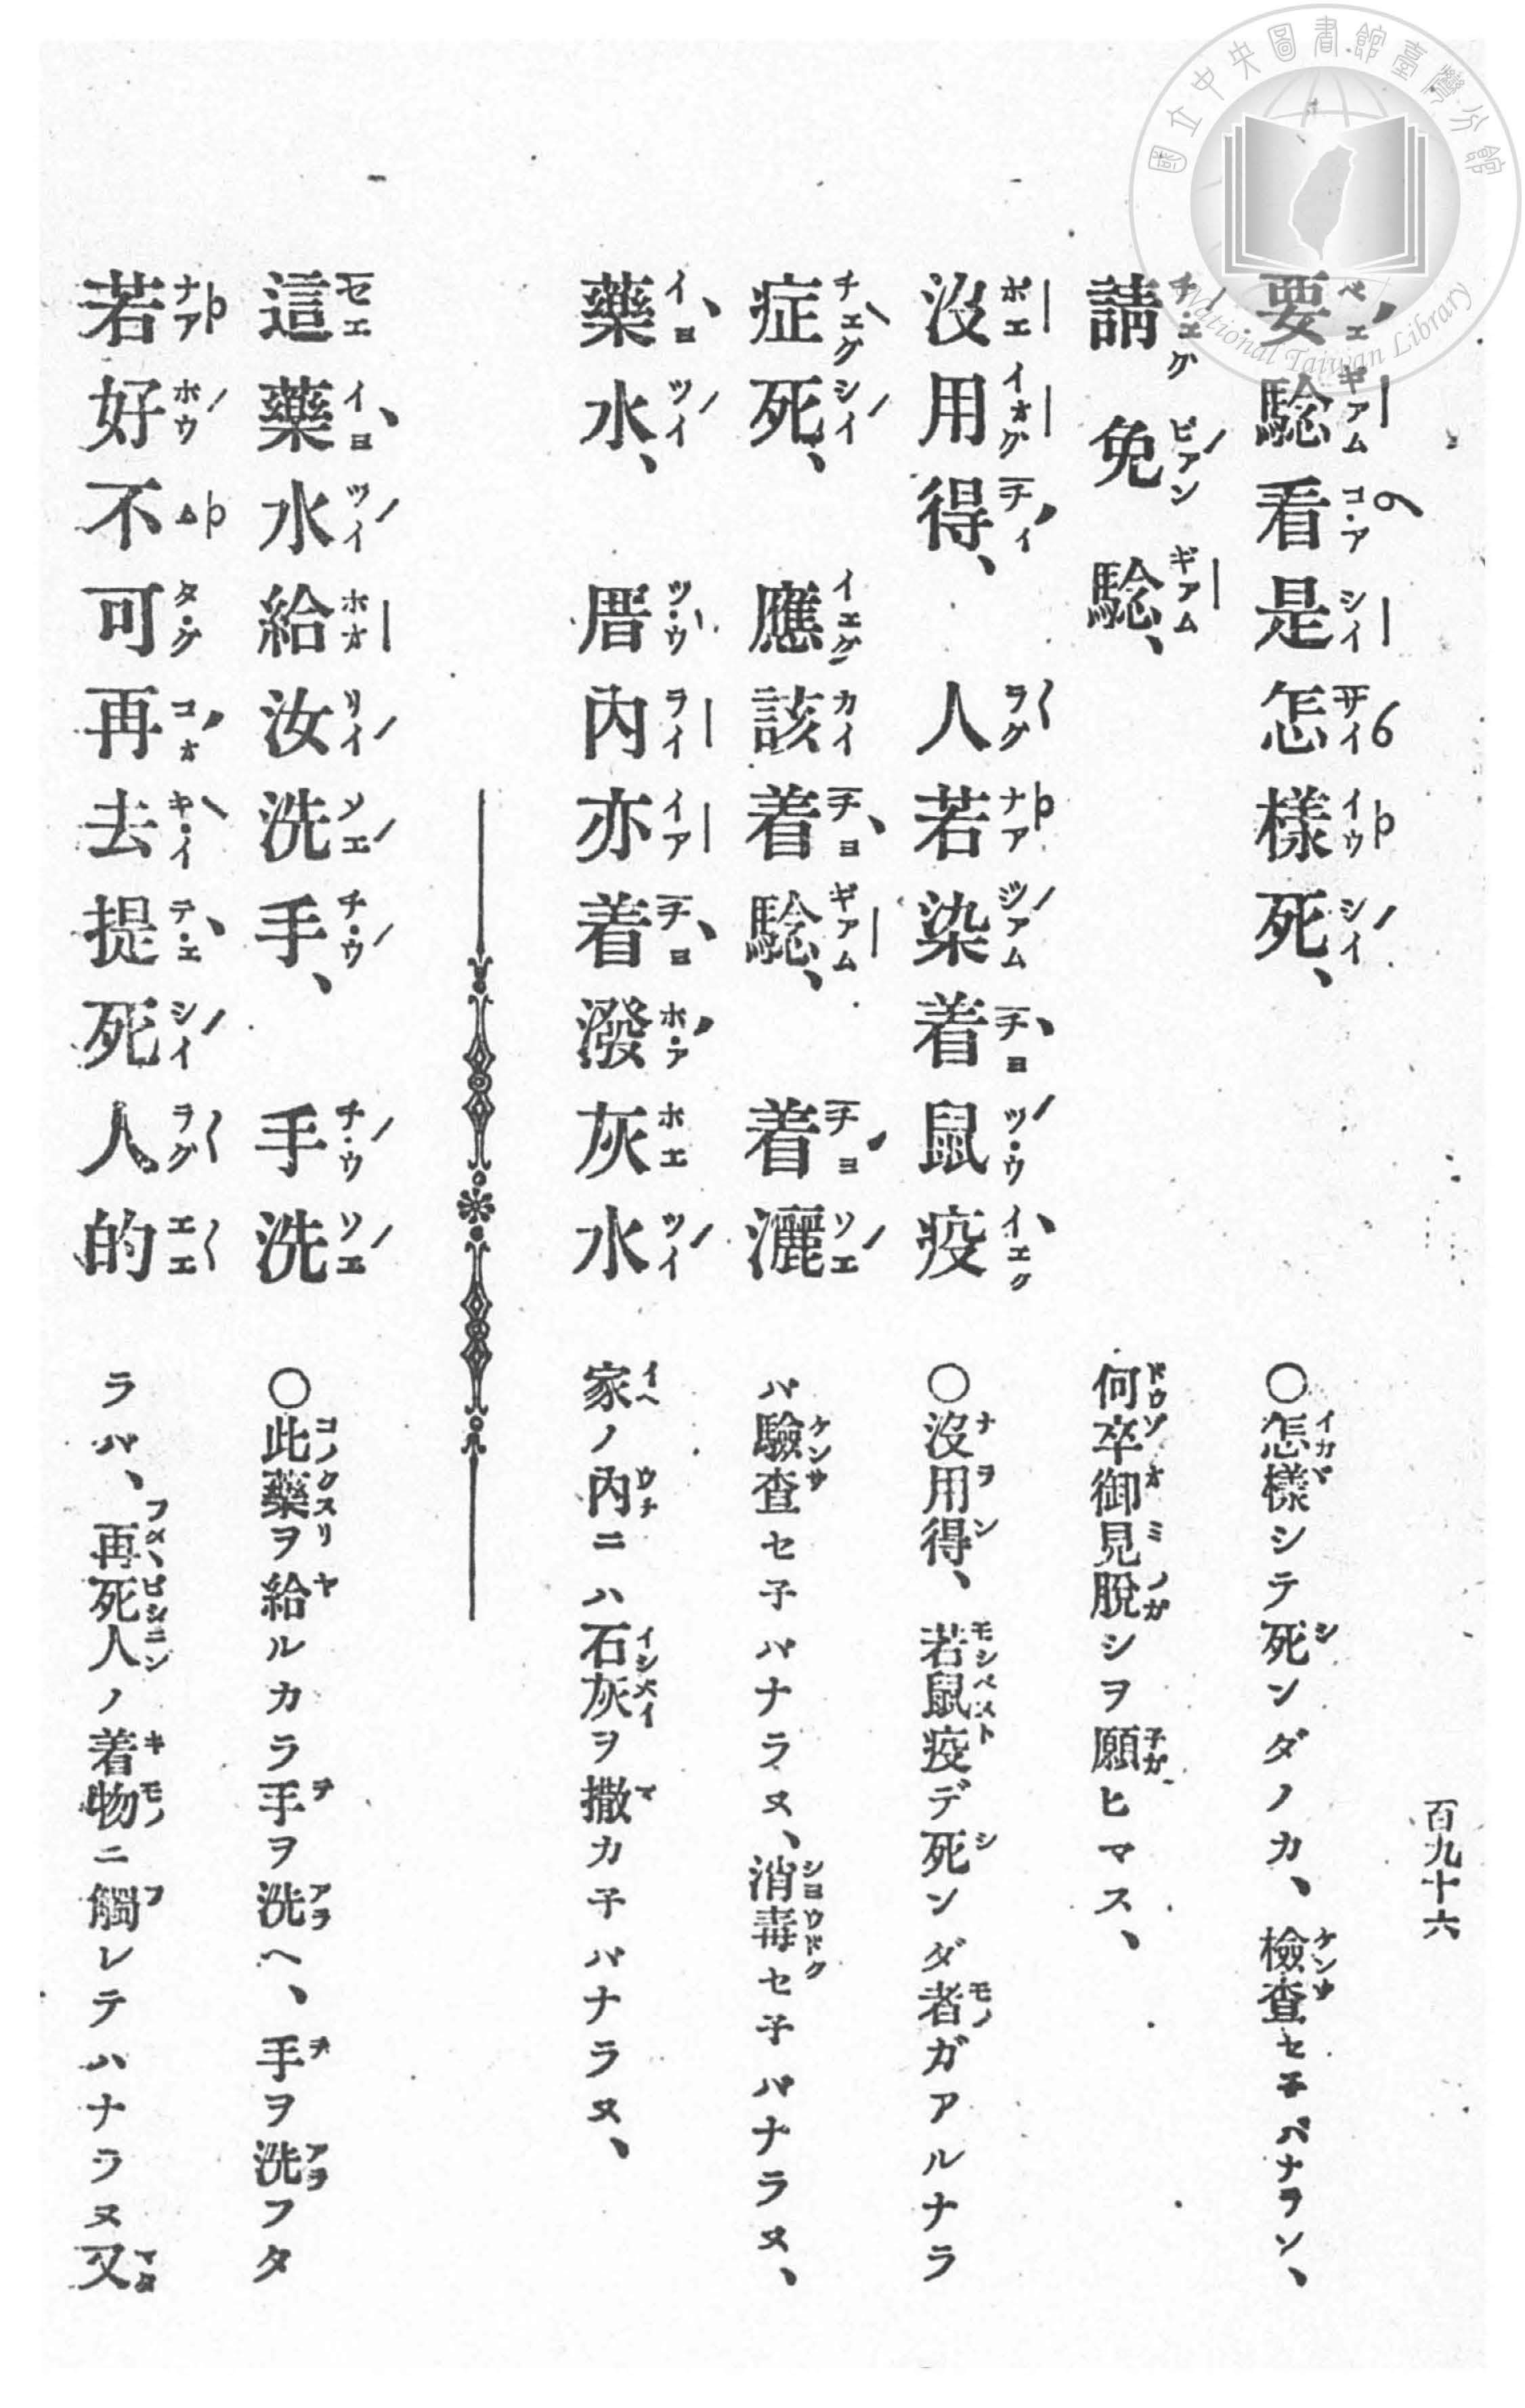 國立中央圖書館臺灣分館
National Taiwan Library
百九十六
要騐看是怎樣死、
〇怎樣シテ死ンダノカ、檢查セ子バナラン、
請免騐、
何卒御見脫シヲ願ヒマス、
沒用得、人若染着鼠疫
〇沒用得、若鼠疫デ死ンダ者ガアルナラ
症死、應該着騐、着灑
バ驗查セ子バナラヌ、消毒セ子バナラヌ、
藥水、厝內亦着潑灰水
家ノ內ニハ石灰ヲ撒カ子バナラヌ、
這藥水給汝洗手、手洗
〇此藥ヲ給ルカラ手ヲ洗ヘ、手ヲ洗フタ
若好不可再去提死人的
ラバ、再死人ノ着物ニ觸レテハナラヌ又